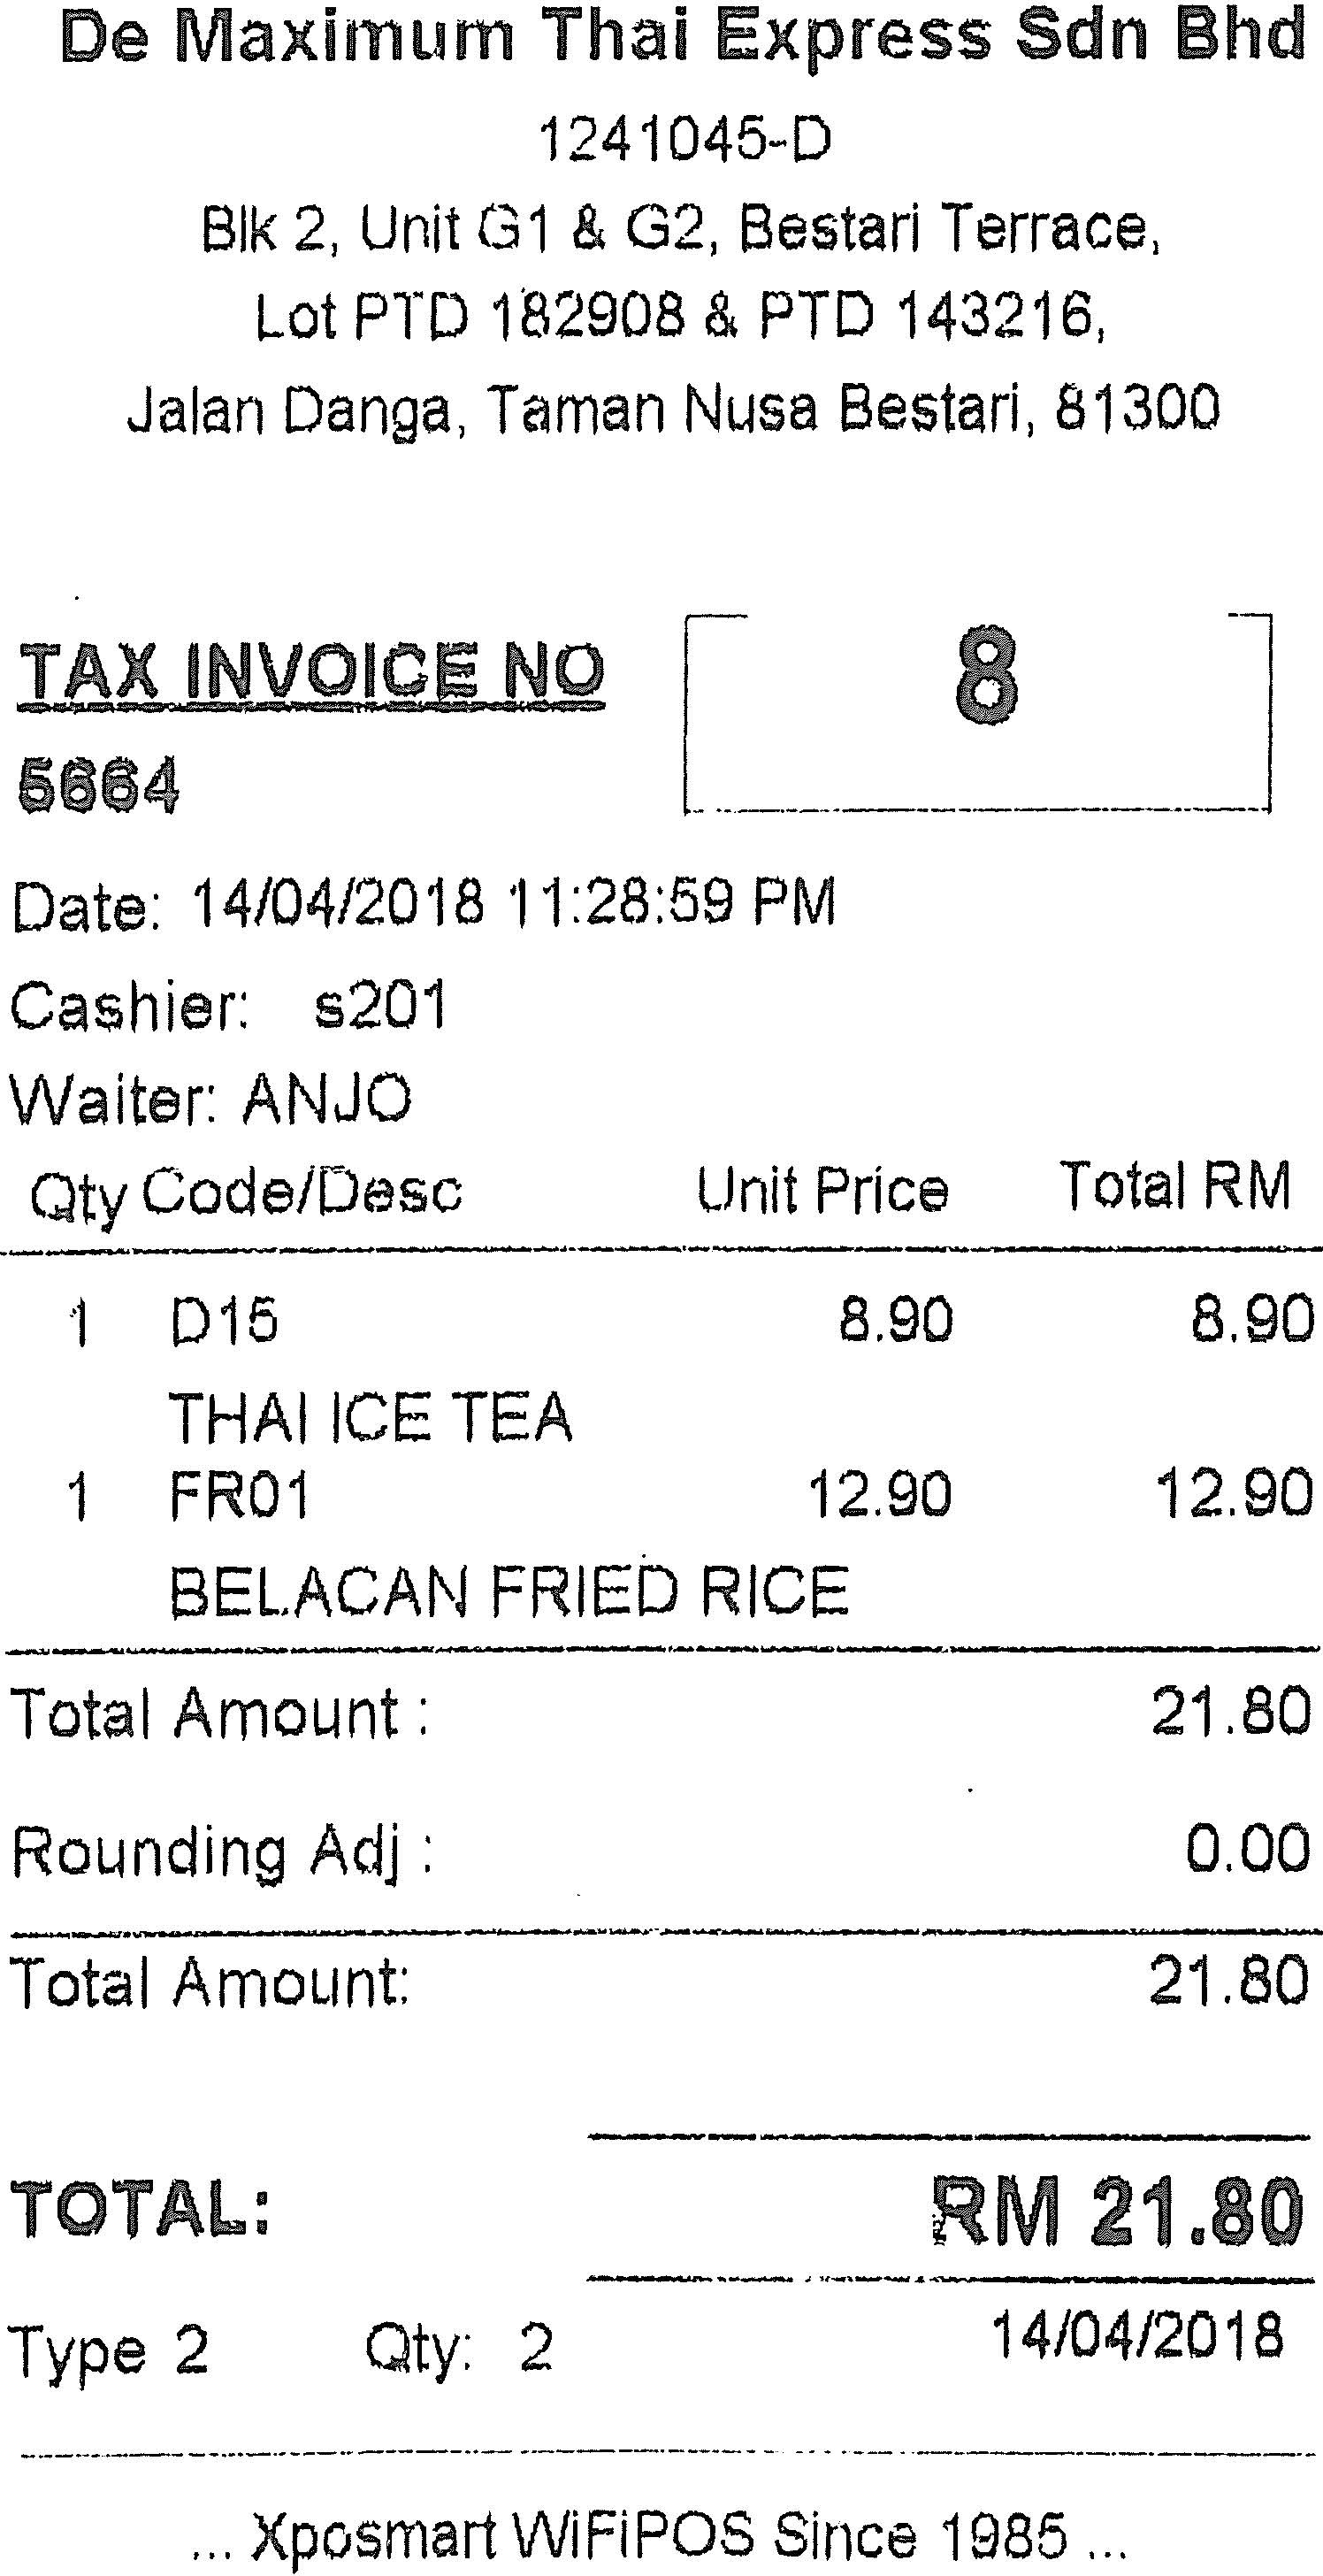 De Maximum Thai Express Sdn Bhd
1241045-D
Blk 2, Unit G1 & G2, Bestari Terrace,
Lot PTD 182908 & PTD 143216,
Jalan Danga, Taman Nusa Bestari, 81300
TAX INVOICE NO 8
5664
Date: 14/04/2018 11:28:59 PM
Cashier: s201
Waiter: ANJO
Qty Code/Desc Unit Price Total RM
1 D15 8.90 8.90
THAI ICE TEA
1 FR01 12.90 12.90
BELACAN FRIED RICE
Total Amount : 21.80
Rounding Adj : 0.00
Total Amount: 21.80
TOTAL: RM 21.80
Type 2 Qty: 2 14/04/2018
... Xposmart WiFiPOS Since 1985 ...